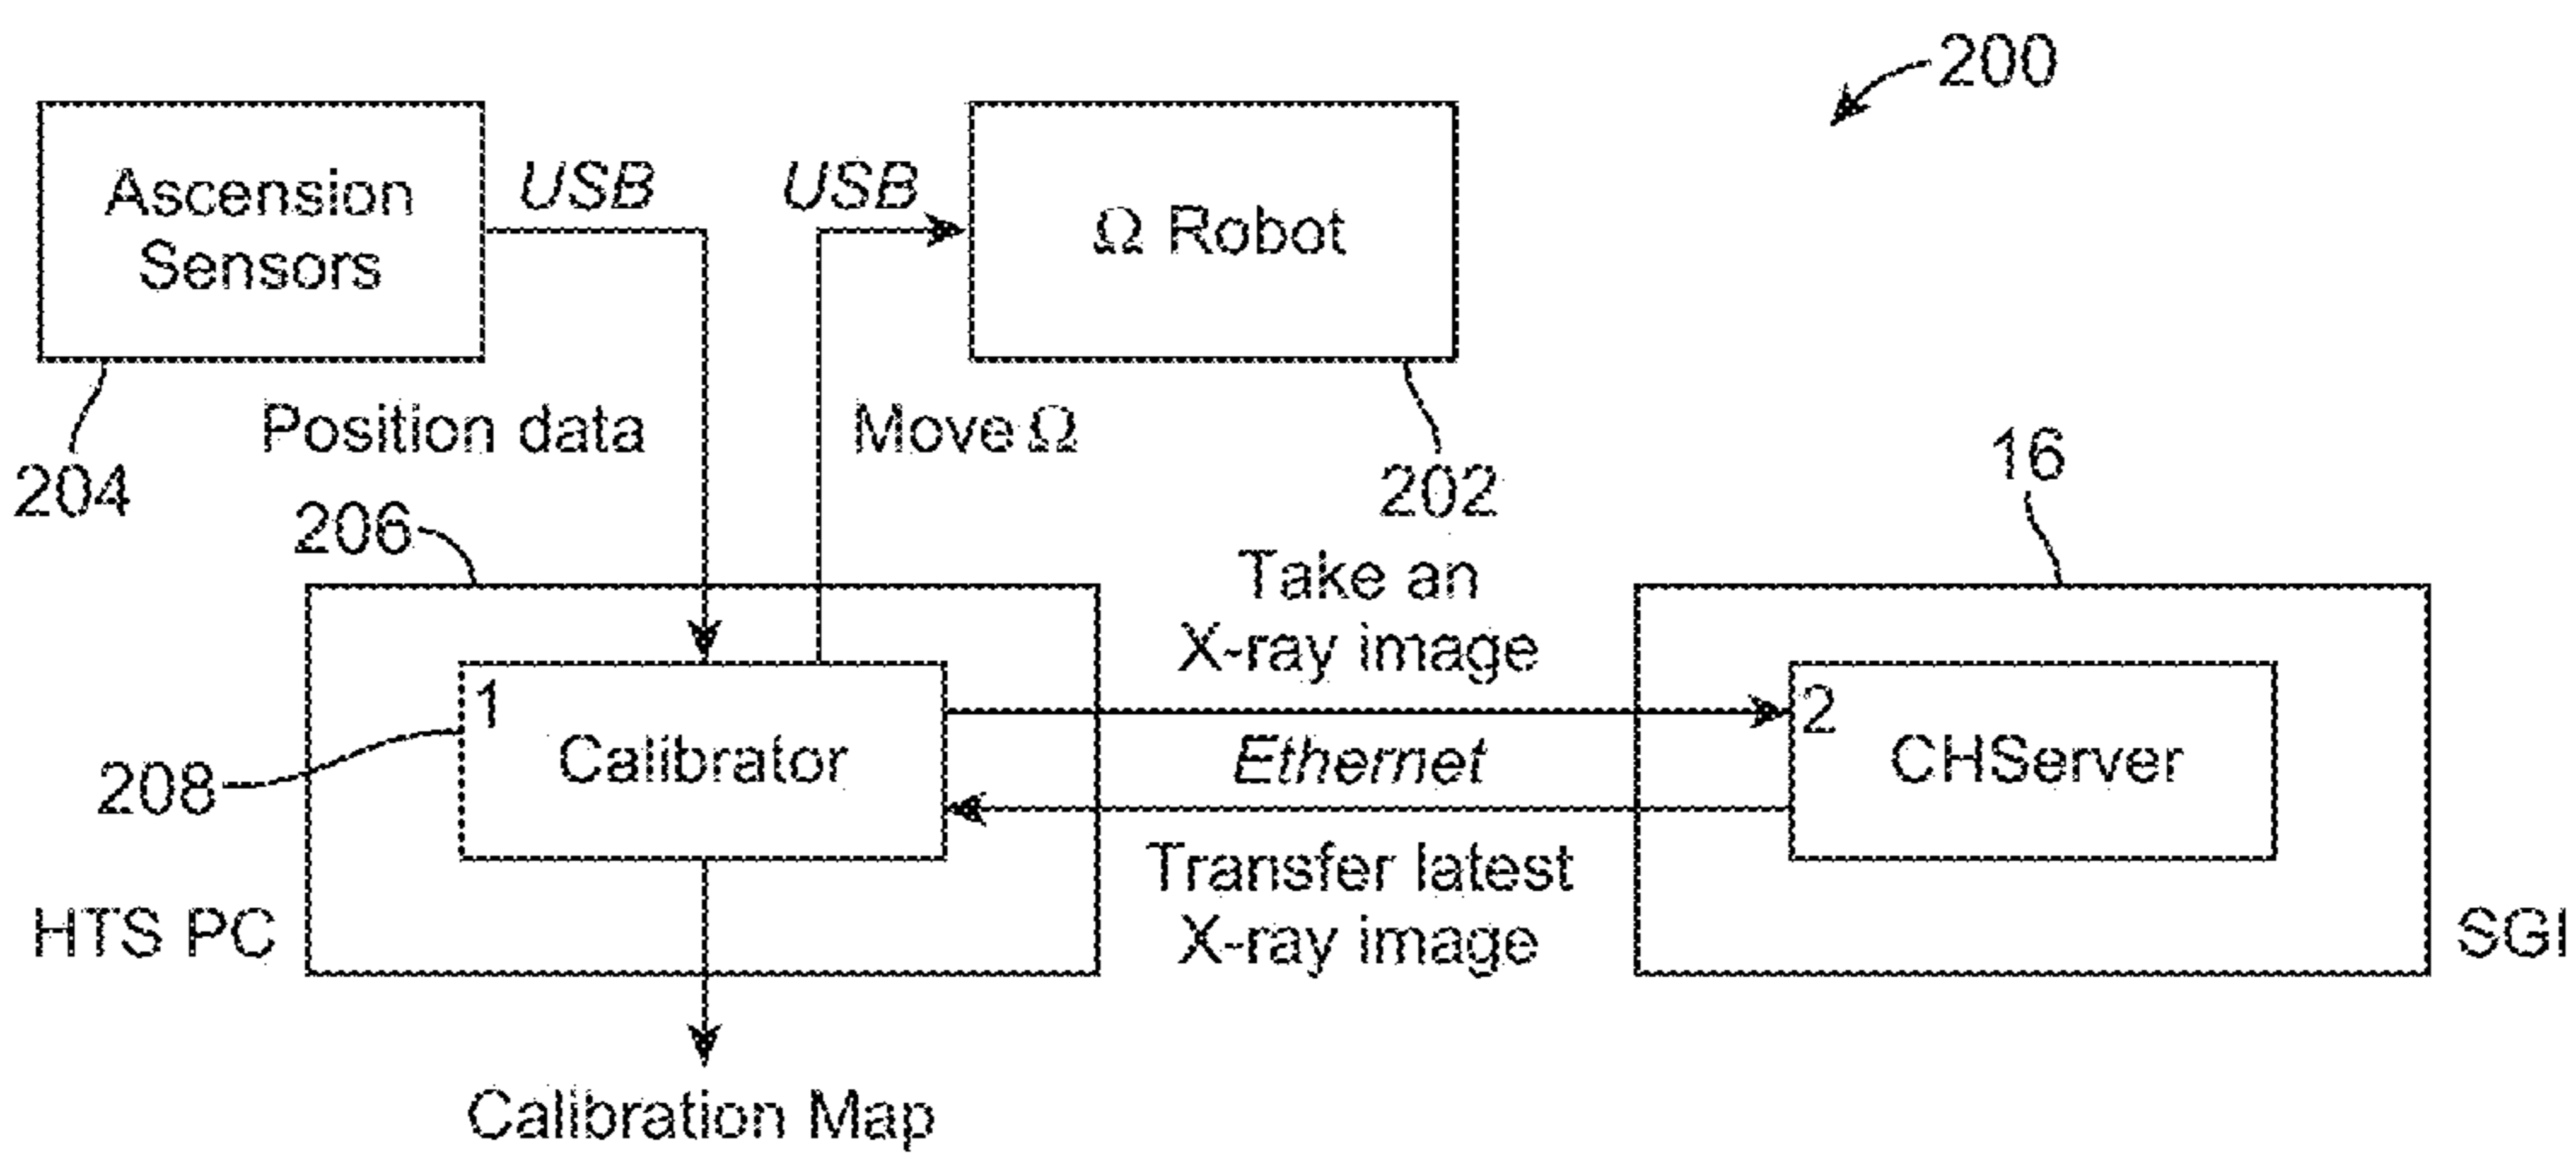 200
Ascension
Sensors
USB
USB
Ω Robot
204
Position data
Move Ω
202
206
16
Take an
X-ray image
1
2
Calibrator
Ethernet
CHServer
208
Transfer latest
X-ray image
HTS PC
SGI
Calibration Map